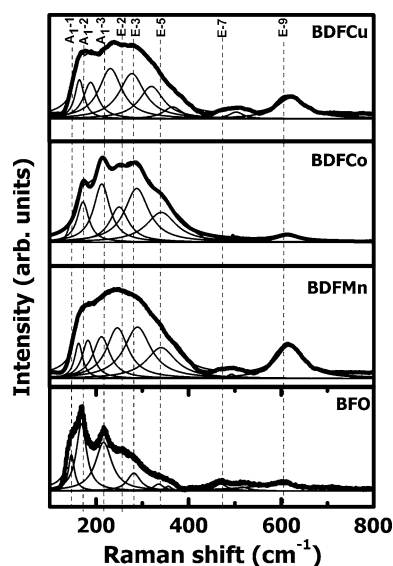 A1-1
A1-2
A1-3
E-2
E-3
E-5
E-7
E-9
BDFCu
BDFCo
BDFMn
BFO
Intensity (arb. units)
200 400 600 800
Raman shift (cm-1)